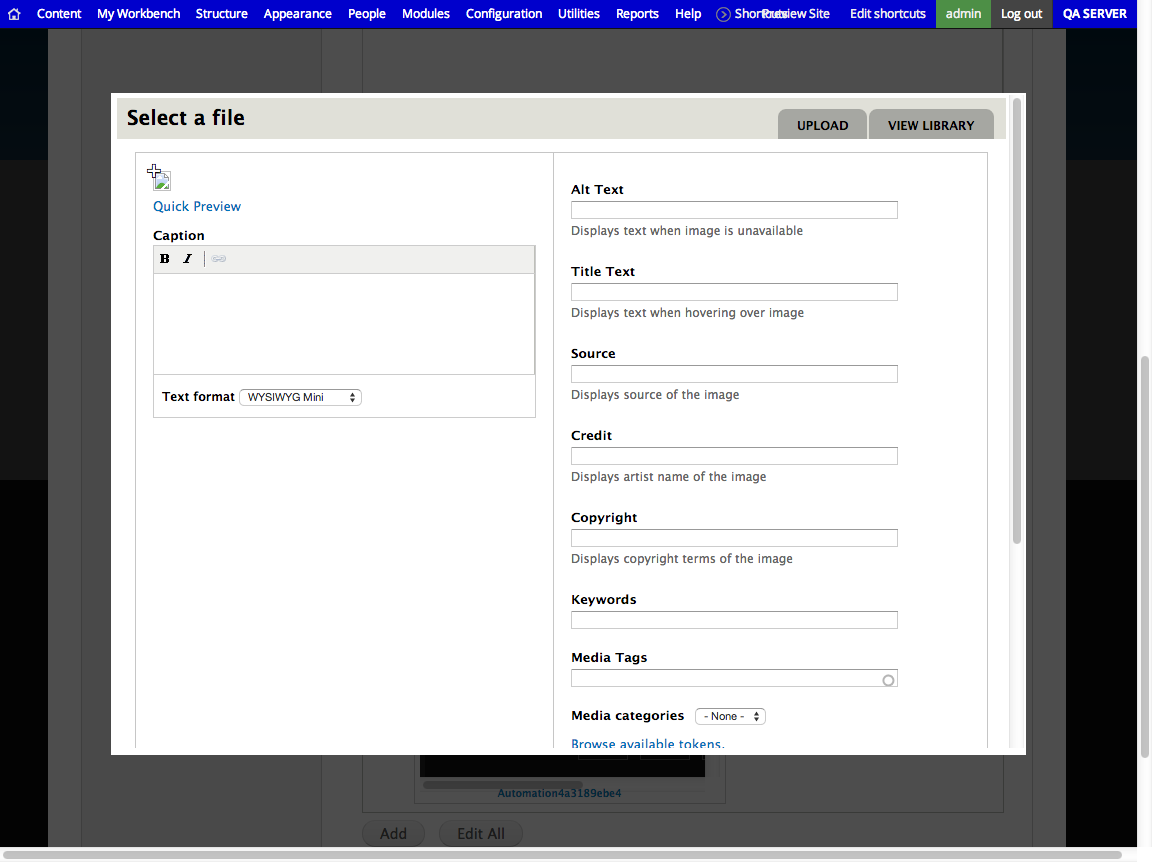 Content My Workbench Structure Appearance People Modules Configuration Utilities Reports Help Shortcuts Preview Site Edit shortcuts admin Log out QA SERVER
Select a file
UPLOAD VIEW LIBRARY
Quick Preview
Caption
B I
Text format WYSIWYG Mini
Alt Text
Displays text when image is unavailable
Title Text
Displays text when hovering over image
Source
Displays source of the image
Credit
Displays artist name of the image
Copyright
Displays copyright terms of the image
Keywords
Media Tags
Media categories - None -
Browse available tokens.
Automation4a3189ebe4
Add Edit All